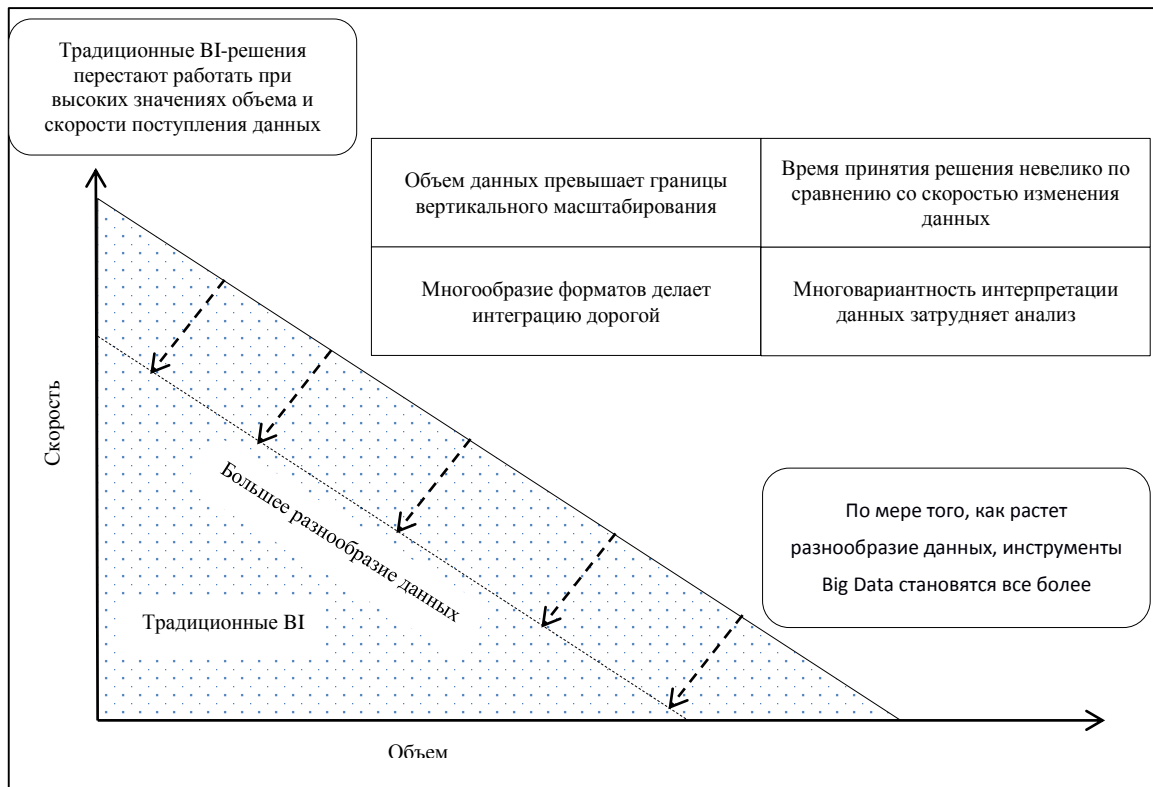 Традиционные BI-решения
перестают работать при
высоких значениях объема и
скорости поступления данных
Объем данных превышает границы
вертикального масштабирования
Время принятия решения невелико по
сравнению со скоростью изменения
данных
Многообразие форматов делает
интеграцию дорогой
Многовариантность интерпретации
данных затрудняет анализ
Скорость
Большее разнообразие данных
Традиционные BI
По мере того, как растет
разнообразие данных, инструменты
Big Data становятся все более
Объем